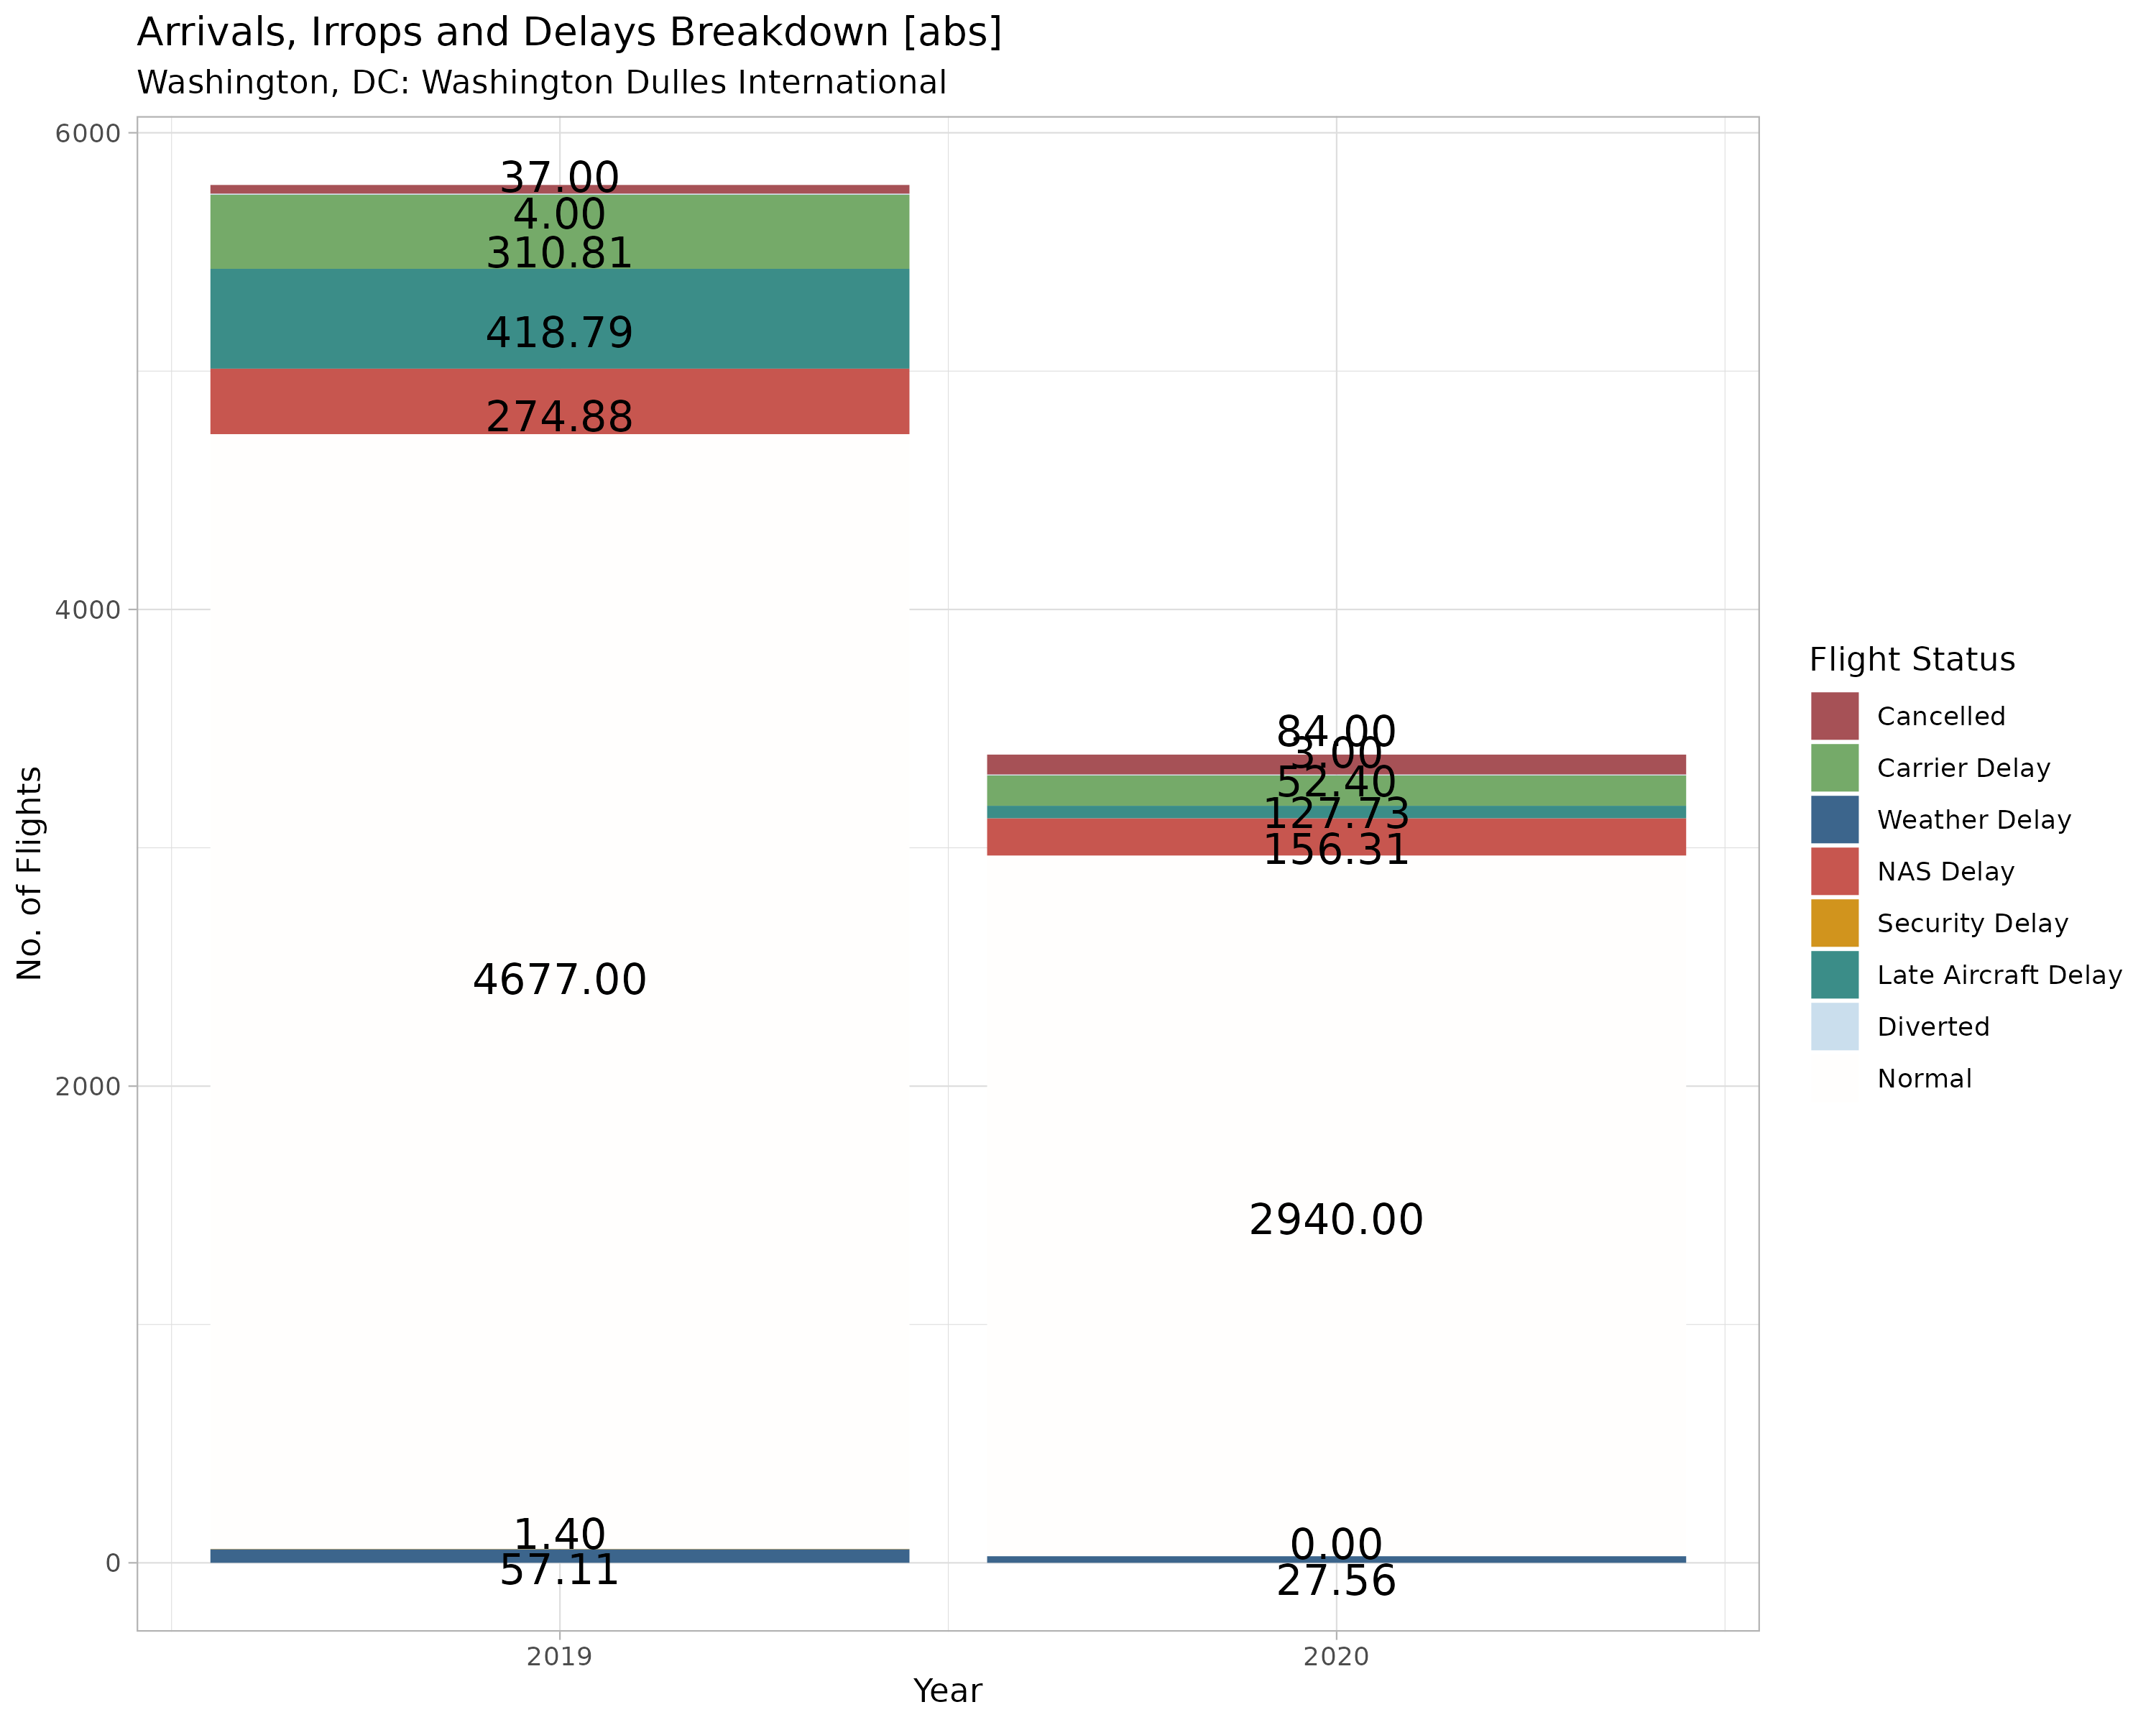 Arrivals, Irrops and Delays Breakdown [abs]
Washington, DC: Washington Dulles International
No. of Flights
6000
4000
2000
0
37.00
4.00
310.81
418.79
274.88
4677.00
1.40
57.11
84.00
3.00
52.40
127.73
156.31
2940.00
0.00
27.56
2019
2020
Year
Flight Status
Cancelled
Carrier Delay
Weather Delay
NAS Delay
Security Delay
Late Aircraft Delay
Diverted
Normal